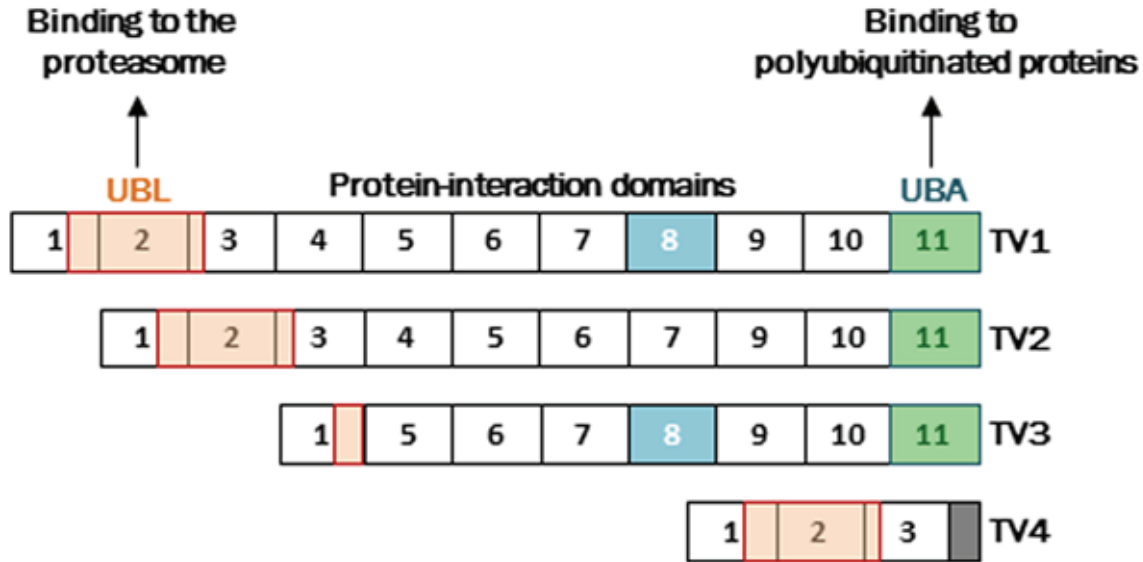 Binding to the
proteasome
Binding to
polyubiquitinated proteins
UBL
Protein-interaction domains
UBA
1 2 3 4 5 6 7 8 9 10 11 TV1
1 2 3 4 5 6 7 9 10 11 TV2
1 5 6 7 8 9 10 11 TV3
1 2 3 TV4